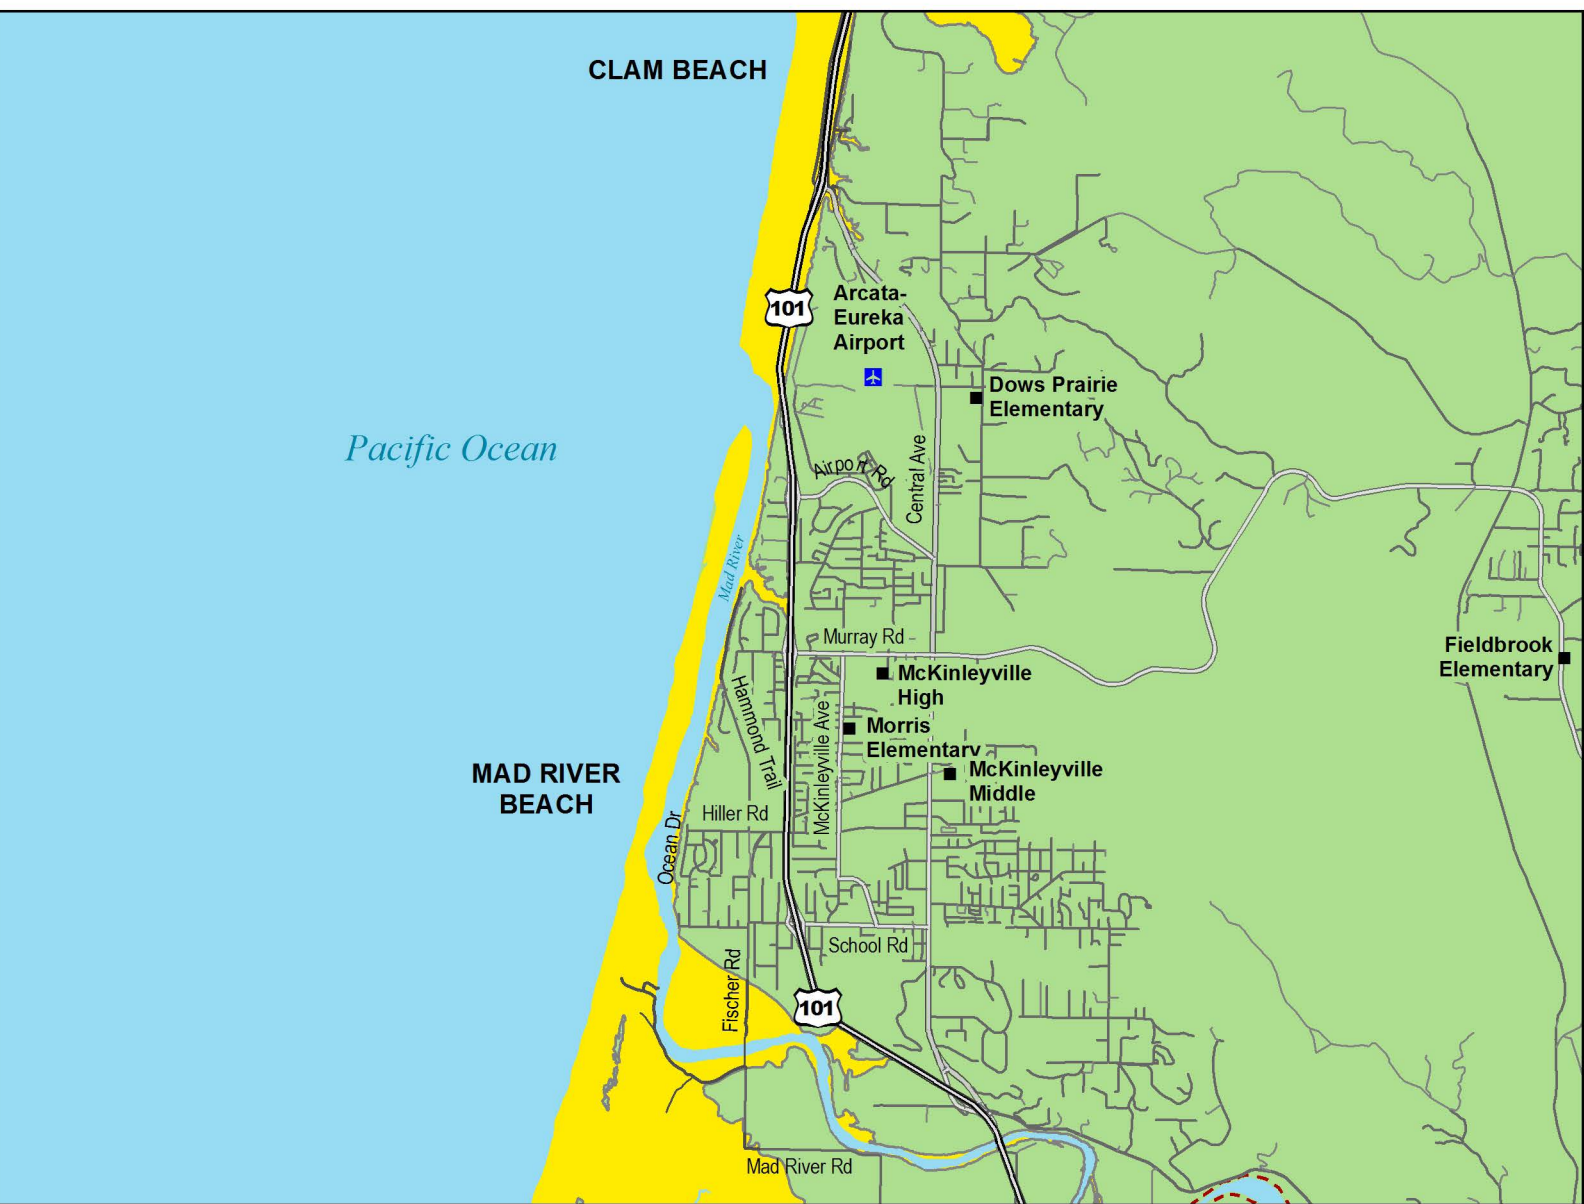 CLAM BEACH
101
Arcata-
Eureka
Airport
Dows Prairie
Elementary
Pacific Ocean
Airport Rd
Central Ave
Mad River
Murray Rd
Fieldbrook
Elementary
McKinleyville
High
Hammond Trail
McKinleyville Ave
Morris
Elementary
MAD RIVER
BEACH
McKinleyville
Middle
Hiller Rd
Ocean Dr
School Rd
Fischer Rd
101
Mad River Rd